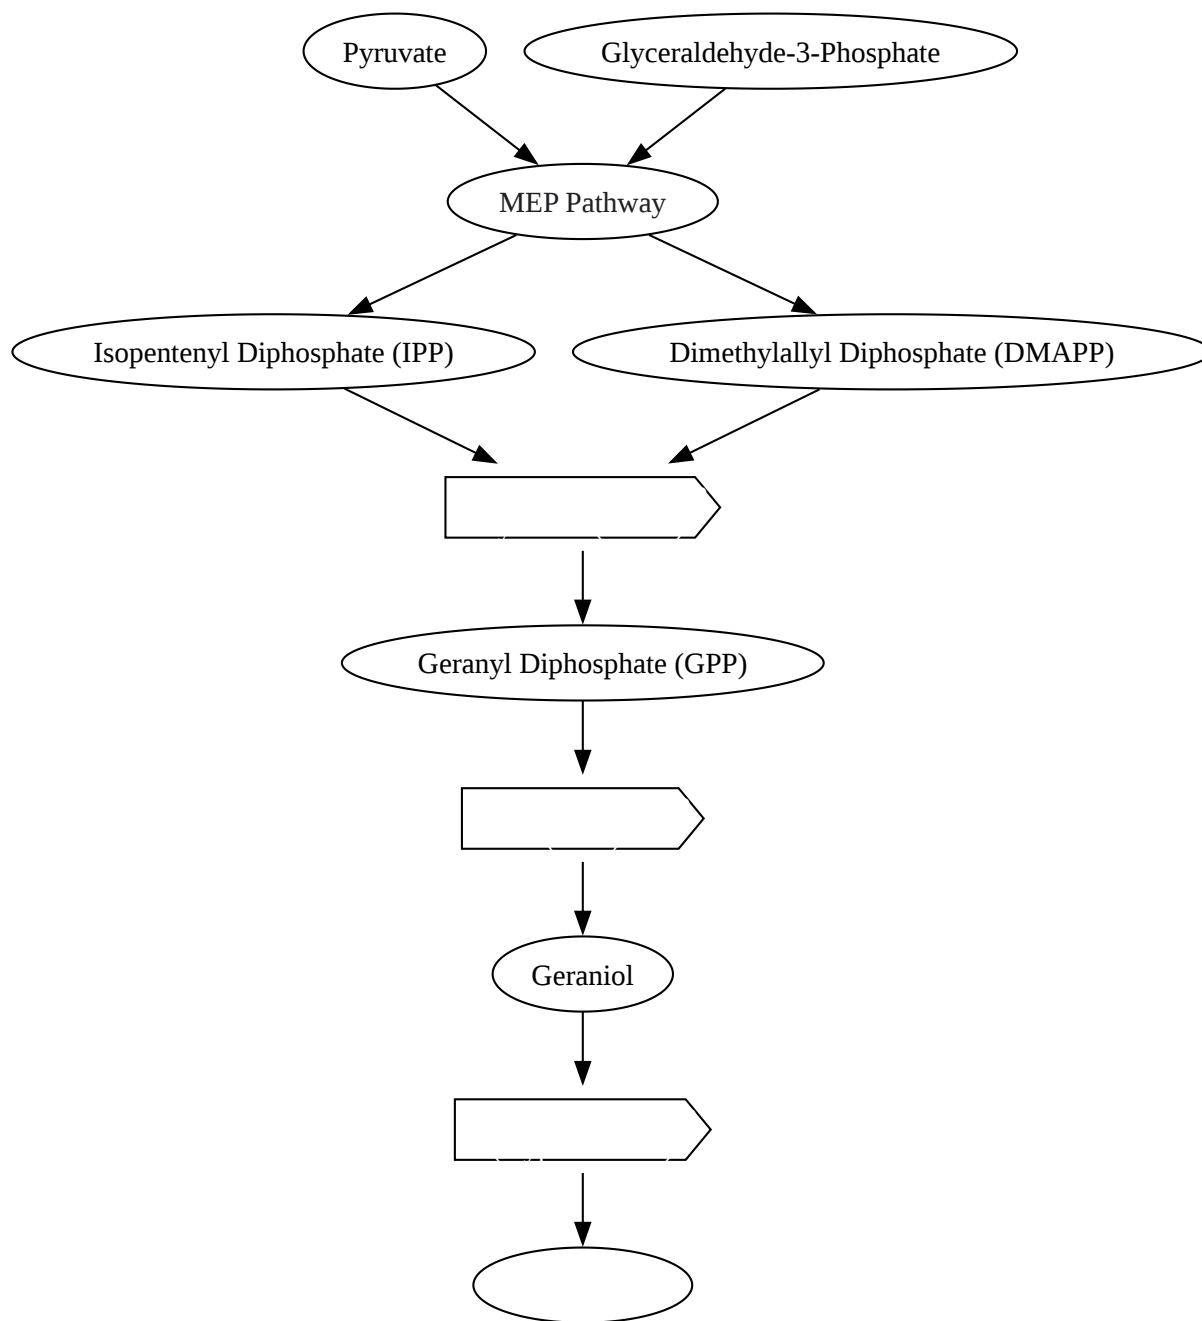 Pyruvate
Glyceraldehyde-3-Phosphate
MEP Pathway
Isopentenyl Diphosphate (IPP)
Dimethylallyl Diphosphate (DMAPP)
Geranyl Diphosphate (GPP)
Geraniol